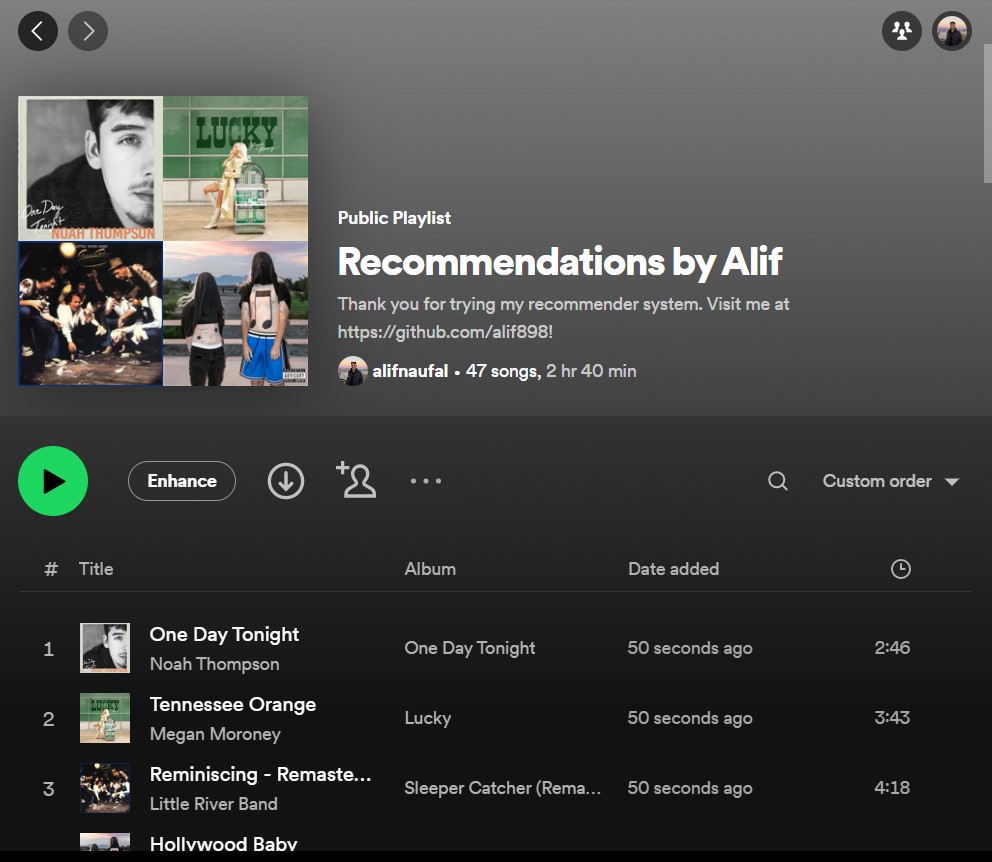 One Day
Tonight
NOAH THOMPSON
LUCKY
Public Playlist
Recommendations by Alif
Thank you for trying my recommender system. Visit me at
https://github.com/alif898!
alifnaufal • 47 songs, 2 hr 40 min
Enhance
Custom order
# Title Album Date added
1 One Day Tonight One Day Tonight 50 seconds ago 2:46
Noah Thompson
2 Tennessee Orange Lucky 50 seconds ago 3:43
Megan Moroney
3 Reminiscing - Remaste... Sleeper Catcher (Rema... 50 seconds ago 4:18
Little River Band
Hollywood Baby